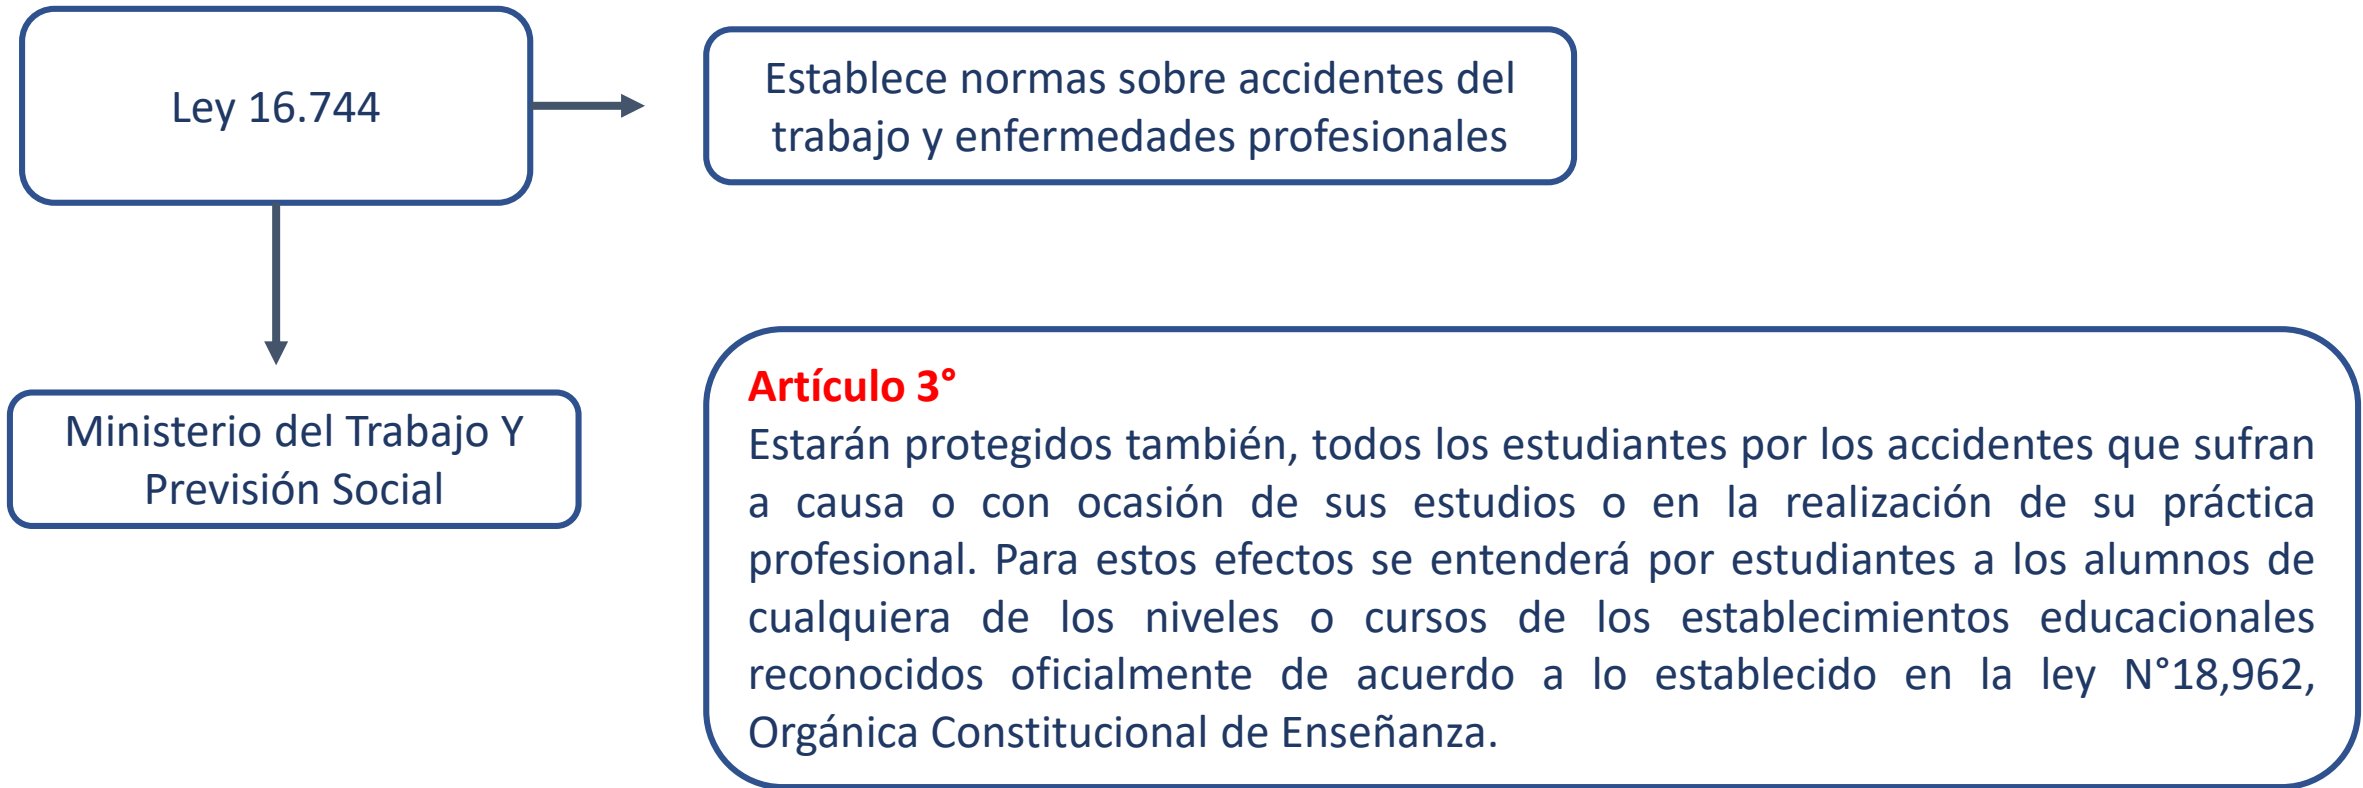 Ley 16.744
Establece normas sobre accidentes del
trabajo y enfermedades profesionales
Ministerio del Trabajo Y
Previsión Social
Artículo 3°
Estarán protegidos también, todos los estudiantes por los accidentes que sufran
a causa o con ocasión de sus estudios o en la realización de su práctica
profesional. Para estos efectos se entenderá por estudiantes a los alumnos de
cualquiera de los niveles o cursos de los establecimientos educacionales
reconocidos oficialmente de acuerdo a lo establecido en la ley N°18,962,
Orgánica Constitucional de Enseñanza.